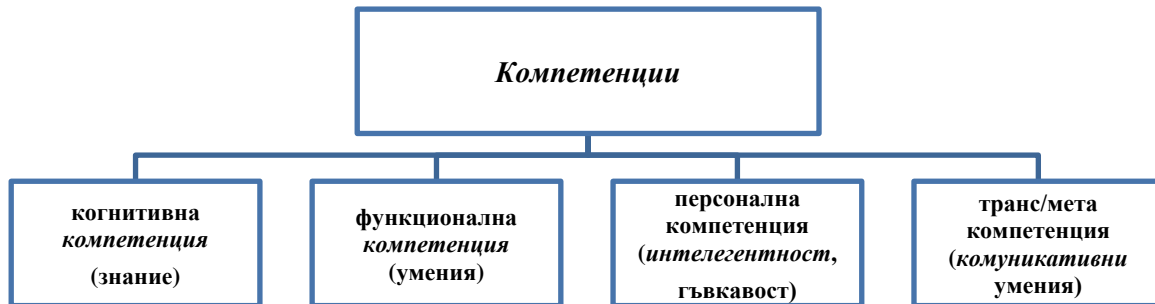 Компетенции
когнитивна
компетенция
(знание)
функционална
компетенция
(умения)
персонална
компетенция
(интелегентност,
гъвкавост)
транс/мета
компетенция
(комуникативни
умения)